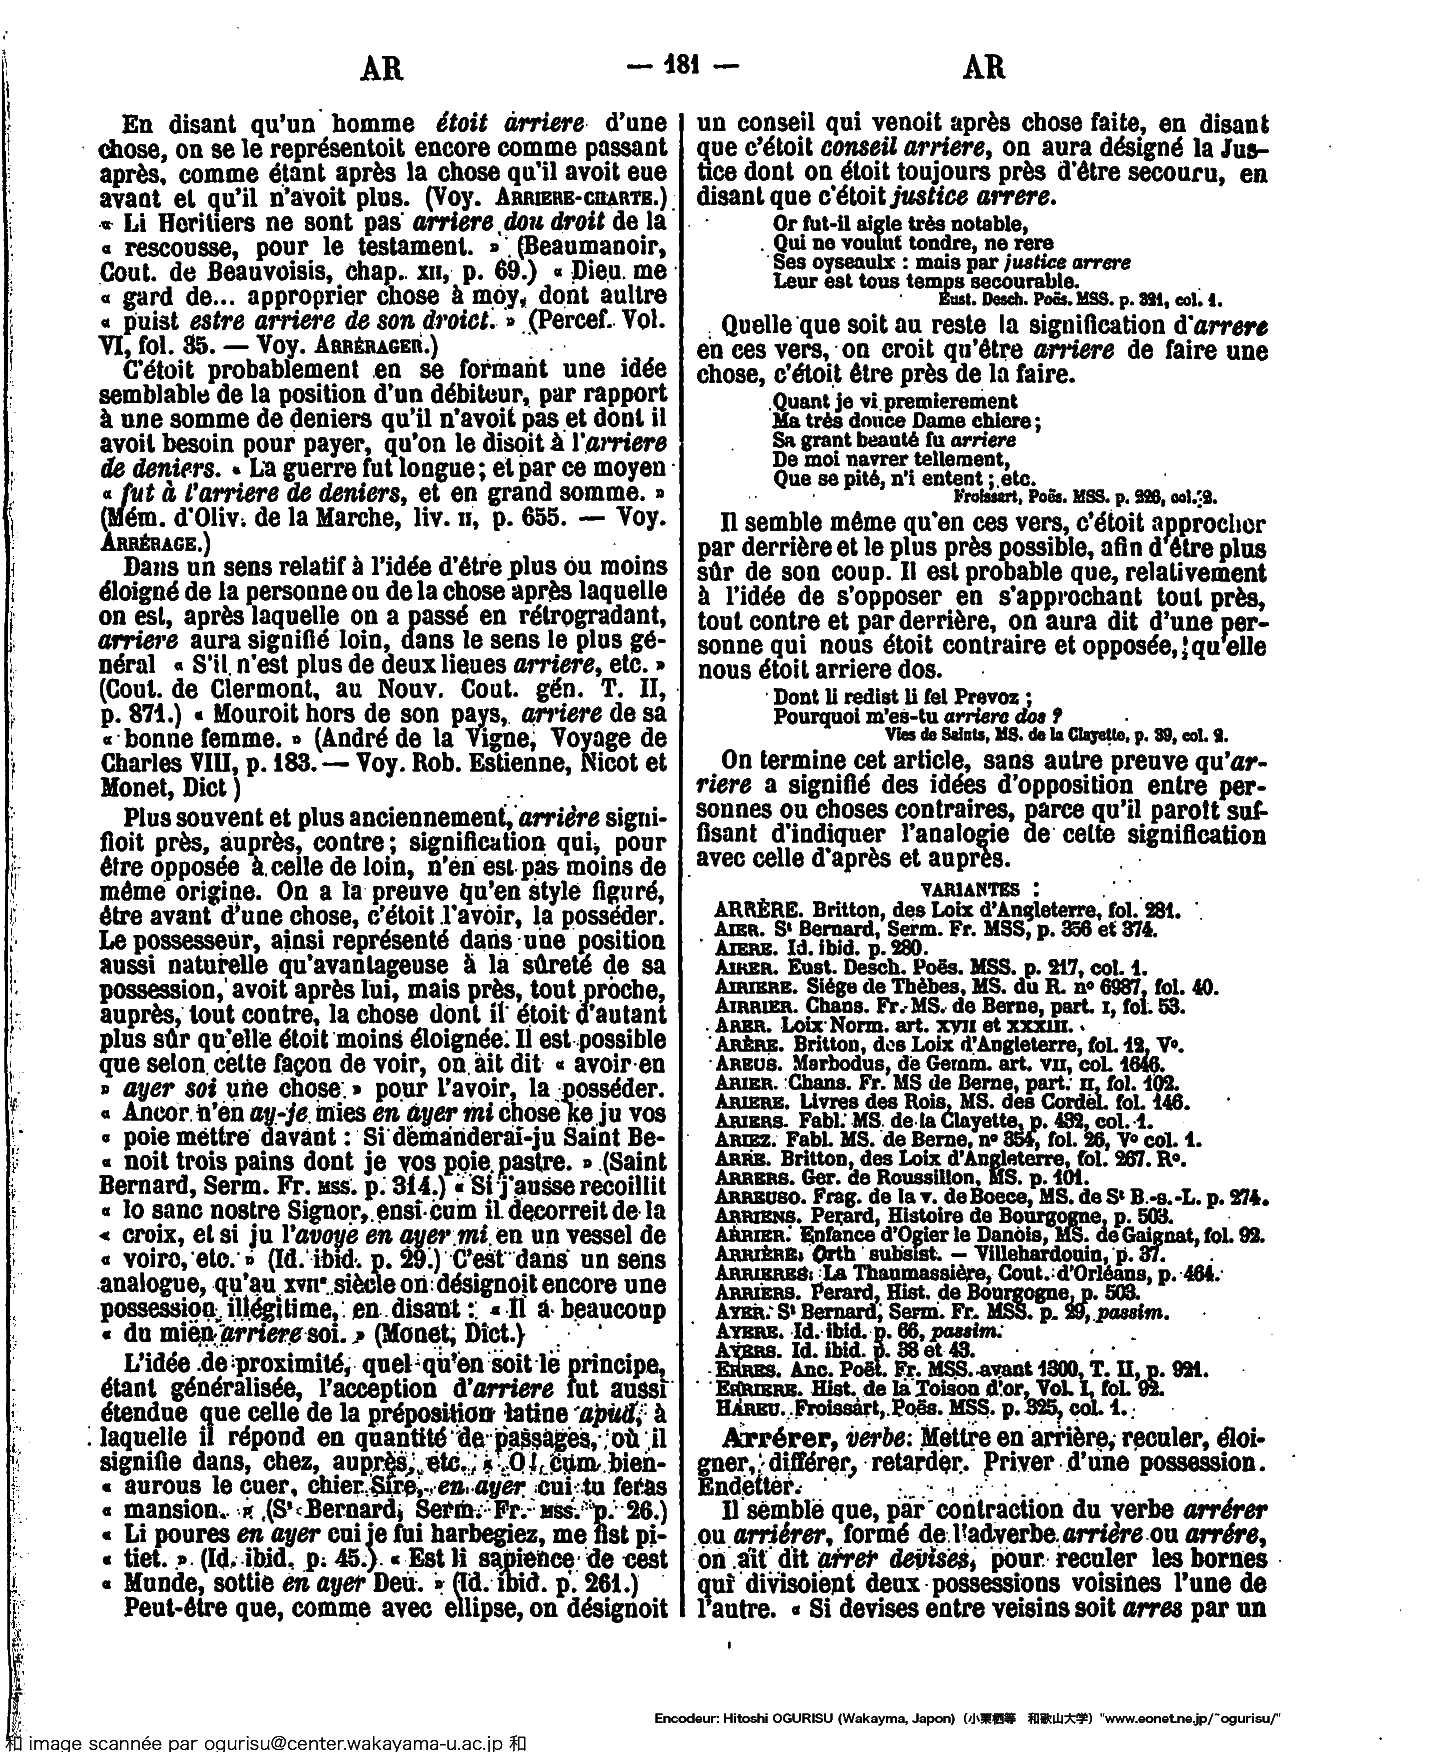 AR
— 181 —
AR
En disant qu'un homme étoit arriere d'une
chose, on se le représentoit encore comme passant
après, comme étant après la chose qu'il avoit eue
avant et qu'il n'avoit plus. (Voy. ARRIERE-CHARTE.)
« Li Heritiers ne sont pas arriere dou droit de la
« rescousse, pour le testament. » (Beaumanoir,
Cout. de Beauvoisis, chap. XII, p. 69.) « Dieu me
« gard de... approprier chose à moy, dont aultre
« puist estre arriere de son droict. » (Percef. Vol.
VI, fol. 35. — Voy. ARRÉRAGER.)
C'étoit probablement en se formant une idée
semblable de la position d'un débiteur, par rapport
à une somme de deniers qu'il n'avoit pas et dont il
avoit besoin pour payer, qu'on le disoit à l'arriere
de deniers. « La guerre fut longue ; et par ce moyen
« fut à l'arriere de deniers, et en grand somme. »
(Mém. d'Oliv. de la Marche, liv. II, p. 655. — Voy.
ARRÉRAGE.)
Dans un sens relatif à l'idée d'être plus ou moins
éloigné de la personne ou de la chose après laquelle
on est, après laquelle on a passé en rétrogradant,
arriere aura signifié loin, dans le sens le plus gé-
néral « S'il n'est plus de deux lieues arriere, etc. »
(Cout. de Clermont, au Nouv. Cout. gén. T. II,
p. 871.) « Mouroit hors de son pays, arriere de sa
« bonne femme. » (André de la Vigne, Voyage de
Charles VIII, p. 183. — Voy. Rob. Estienne, Nicot et
Monet, Dict )
Plus souvent et plus anciennement, arrière signi-
fioit près, auprès, contre ; signification qui, pour
être opposée à celle de loin, n'en est pas moins de
même origine. On a la preuve qu'en style figuré,
être avant d'une chose, c'étoit l'avoir, la posséder.
Le possesseur, ainsi représenté dans une position
aussi naturelle qu'avantageuse à la sûreté de sa
possession, avoit après lui, mais près, tout proche,
auprès, tout contre, la chose dont il étoit d'autant
plus sûr qu'elle étoit moins éloignée. Il est possible
que selon cette façon de voir, on ait dit « avoir en
» ayer soi une chose » pour l'avoir, la posséder.
« Ancor n'en ay-je mies en ayer mi chose ke ju vos
« poie mettre davant : Si demanderai-ju Saint Be-
« noit trois pains dont je vos poie pastre. » (Saint
Bernard, Serm. Fr. MSS. p. 314.) « Si j'ausse recoillit
« lo sanc nostre Signor, ensi cum il decorreit de la
« croix, et si ju l'avoye en ayer mi en un vessel de
« voiro, etc. » (Id. ibid. p. 29.) C'est dans un sens
analogue, qu'au XVIIe siècle on désignoit encore une
possession illégitime, en disant : « Il a beaucoup
« du mien arriere soi. » (Monet, Dict.)
L'idée de proximité, quel qu'en soit le principe,
étant généralisée, l'acception d'arriere fut aussi
étendue que celle de la préposition latine apud, à
laquelle il répond en quantité de passages, où il
signifie dans, chez, auprès, etc. « O! cum bien-
« aurous le cuer, chier Sire, en ayer cui tu feras
« mansion. » (St Bernard, Serm. Fr. MSS. p. 26.)
« Li poures en ayer cui je fui harbegiez, me fist pi-
« tiet. » (Id. ibid. p. 45.) « Est li sapience de cest
« Munde, sottie en ayer Deu. » (Id. ibid. p. 261.)
Peut-être que, comme avec ellipse, on désignoit
un conseil qui venoit après chose faite, en disant
que c'étoit conseil arriere, on aura désigné la Jus-
tice dont on étoit toujours près d'être secouru, en
disant que c'étoit justice arrere.
Or fut-il aigle très notable,
Qui ne voulut tondre, ne rere
Ses oyseaulx : mais par justice arrere
Leur est tous temps secourable.
Eust. Desch. Poës. MSS. p. 321, col. 1.
Quelle que soit au reste la signification d'arrere
en ces vers, on croit qu'être arriere de faire une
chose, c'étoit être près de la faire.
Quant je vi premierement
Ma très douce Dame chiere ;
Sa grant beauté fu arriere
De moi navrer tellement,
Que se pité, n'i entent ; etc.
Froissart, Poës. MSS. p. 226, col. 2.
Il semble même qu'en ces vers, c'étoit approcher
par derrière et le plus près possible, afin d'être plus
sûr de son coup. Il est probable que, relativement
à l'idée de s'opposer en s'approchant tout près,
tout contre et par derrière, on aura dit d'une per-
sonne qui nous étoit contraire et opposée, qu'elle
nous étoit arriere dos.
Dont li redist li fel Prevoz ;
Pourquoi m'es-tu arriere dos ?
Vies de Saints, MS. de la Clayette, p. 39, col. 2.
On termine cet article, sans autre preuve qu'ar-
riere a signifié des idées d'opposition entre per-
sonnes ou choses contraires, parce qu'il paroît suf-
fisant d'indiquer l'analogie de cette signification
avec celle d'après et auprès.
VARIANTES :
ARRÈRE. Britton, des Loix d'Angleterre, fol. 281.
AIER. St Bernard, Serm. Fr. MSS, p. 356 et 374.
AIERE. Id. ibid. p. 280.
AIRER. Eust. Desch. Poës. MSS. p. 217, col. 1.
AIRIERE. Siége de Thèbes, MS. du R. no 6987, fol. 40.
AIRRIER. Chans. Fr. MS. de Berne, part. I, fol. 53.
ARER. Loix Norm. art. XVII et XXXIII.
ARÈRE. Britton, des Loix d'Angleterre, fol. 12, Vo.
AREUS. Marbodus, de Gemm. art. VII, col. 1646.
ARIER. Chans. Fr. MS de Berne, part. II, fol. 102.
ARIERE. Livres des Rois, MS. des Cordel. fol. 146.
ARIERS. Fabl. MS. de la Clayette, p. 432, col. 1.
ARIEZ. Fabl. MS. de Berne, no 354, fol. 26, Vo col. 1.
ARRE. Britton, des Loix d'Angleterre, fol. 267. Ro.
ARRERS. Ger. de Roussillon, MS. p. 101.
ARREUSO. Frag. de la v. de Boece, MS. de St B.-s.-L. p. 274.
ARRIENS. Perard, Histoire de Bourgogne, p. 503.
ARRIER. Enfance d'Ogier le Danois, MS. de Gaignat, fol. 92.
ARRIÈRE. Orth subsist. — Villehardouin, p. 37.
ARRIERES. La Thaumassière, Cout. d'Orléans, p. 464.
ARRIERS. Perard, Hist. de Bourgogne, p. 503.
AYER. St Bernard, Serm. Fr. MSS. p. 29, passim.
AYERE. Id. ibid. p. 66, passim.
AYERS. Id. ibid. p. 38 et 43.
ERRES. Anc. Poët. Fr. MSS. avant 1300, T. II, p. 921.
ERRIERE. Hist. de la Toison d'or, Vol. I, fol. 92.
HAREU. Froissart, Poës. MSS. p. 325, col. 1.
Arrérer, verbe. Mettre en arrière, reculer, éloi-
gner, différer, retarder. Priver d'une possession.
Endetter.
Il semble que, par contraction du verbe arrérer
ou arriérer, formé de l'adverbe arrière ou arrére,
on ait dit arrer devises, pour reculer les bornes
qui divisoient deux possessions voisines l'une de
l'autre. « Si devises entre veisins soit arres par un
Encodeur: Hitoshi OGURISU (Wakayma, Japon) (小栗栖等 和歌山大学) "www.eonet.ne.jp/~ogurisu/"
和 image scannée par ogurisu@center.wakayama-u.ac.jp 和